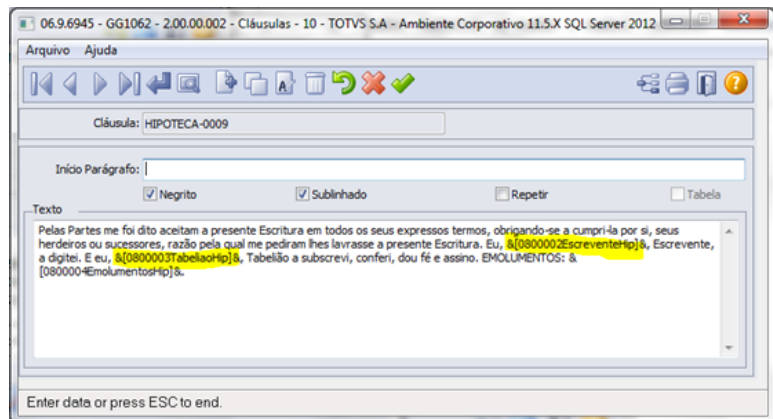 06.9.6945 - GG1062 - 2.00.00.002 - Cláusulas - 10 - TOTVS S.A - Ambiente Corporativo 11.5.X SQL Server 2012
Arquivo Ajuda
Cláusula: HIPOTECA-0009
Início Parágrafo:
Negrito Sublinhado Repetir Tabela
Texto
Pelas Partes me foi dito aceitam a presente Escritura em todos os seus expressos termos, obrigando-se a cumpri-la por si, seus
herdeiros ou sucessores, razão pela qual me pediram lhes lavrasse a presente Escritura. Eu, &[0800002EscreventeHip]&, Escrevente,
a digitei. E eu, &[0800003TabeliaoHip]&, Tabelião a subscrevi, conferi, dou fé e assino. EMOLUMENTOS: &
[0800004EmolumentosHip]&.
Enter data or press ESC to end.